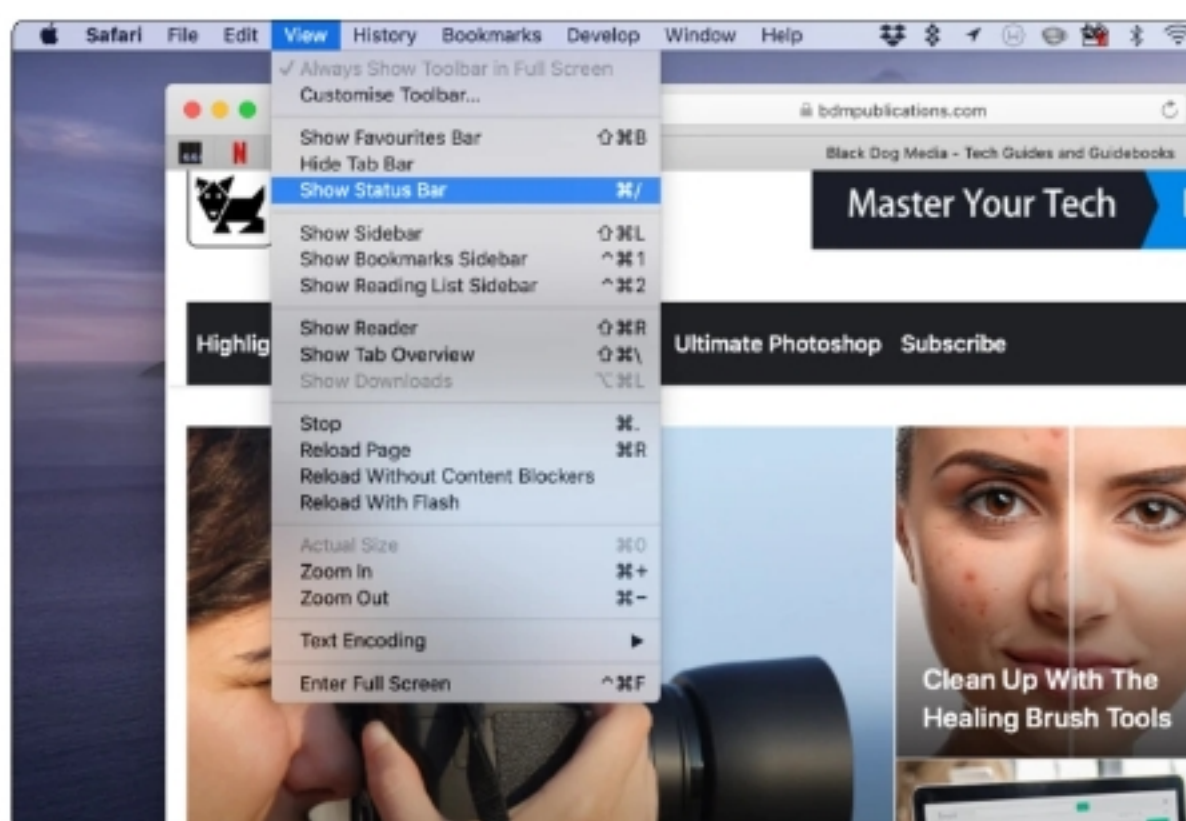 Safari File Edit View History Bookmarks Develop Window Help
✓ Always Show Toolbar in Full Screen
Customise Toolbar...
Show Favourites Bar ⇧⌘B
Hide Tab Bar
Show Status Bar ⌘/
Show Sidebar ⇧⌘L
Show Bookmarks Sidebar ^⌘1
Show Reading List Sidebar ^⌘2
Show Reader ⇧⌘R
Show Tab Overview ⇧⌘\
Show Downloads ⌥⌘L
Stop ⌘.
Reload Page ⌘R
Reload Without Content Blockers
Reload With Flash
Actual Size ⌘0
Zoom In ⌘+
Zoom Out ⌘−
Text Encoding ▶
Enter Full Screen ^⌘F
bdmpublications.com
N
Black Dog Media - Tech Guides and Guidebooks
Master Your Tech
Highlig
Ultimate Photoshop Subscribe
Clean Up With The
Healing Brush Tools